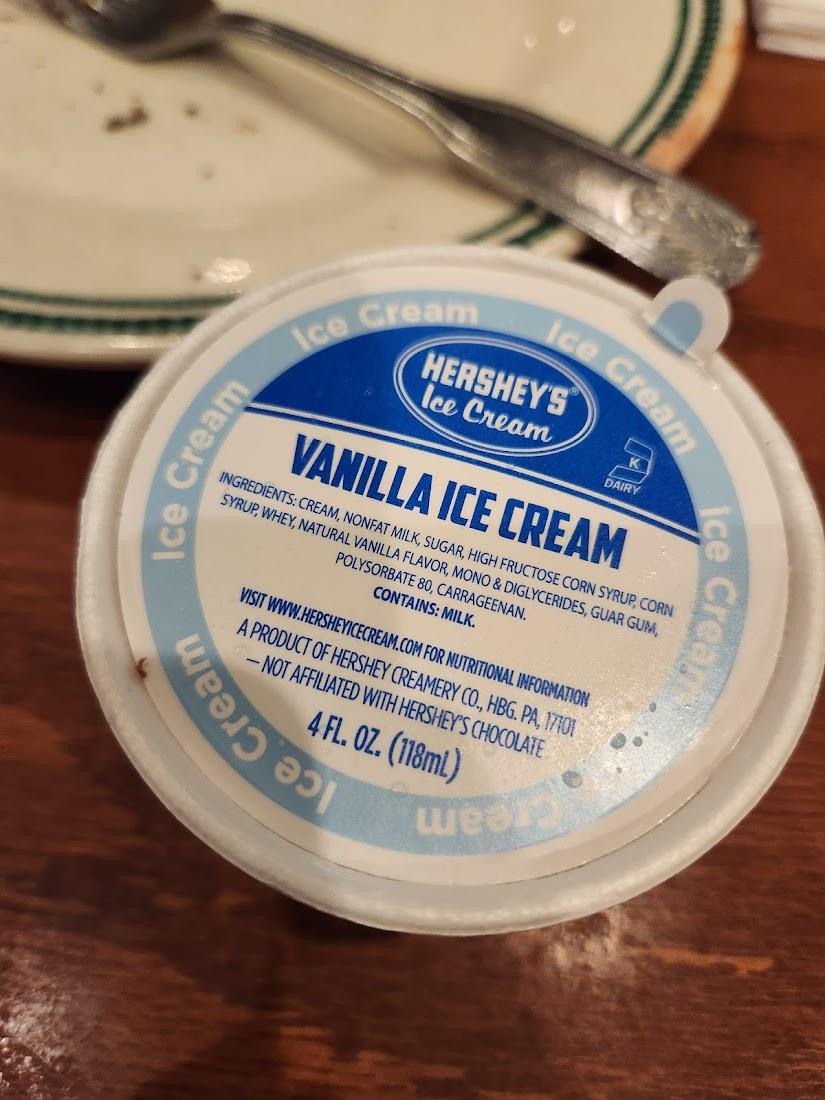 Ice Cream
Ice Cream
Ice Cream
Ice Cream
Ice Cream
Ice Cream
Cream
HERSHEY'S®
Ice Cream
K
DAIRY
VANILLA ICE CREAM
INGREDIENTS: CREAM, NONFAT MILK, SUGAR, HIGH FRUCTOSE CORN SYRUP, CORN
SYRUP, WHEY, NATURAL VANILLA FLAVOR, MONO & DIGLYCERIDES, GUAR GUM,
POLYSORBATE 80, CARRAGEENAN.
CONTAINS: MILK.
VISIT WWW.HERSHEYICECREAM.COM FOR NUTRITIONAL INFORMATION
A PRODUCT OF HERSHEY CREAMERY CO., HBG. PA, 17101
— NOT AFFILIATED WITH HERSHEY'S CHOCOLATE
4 FL. OZ. (118mL)